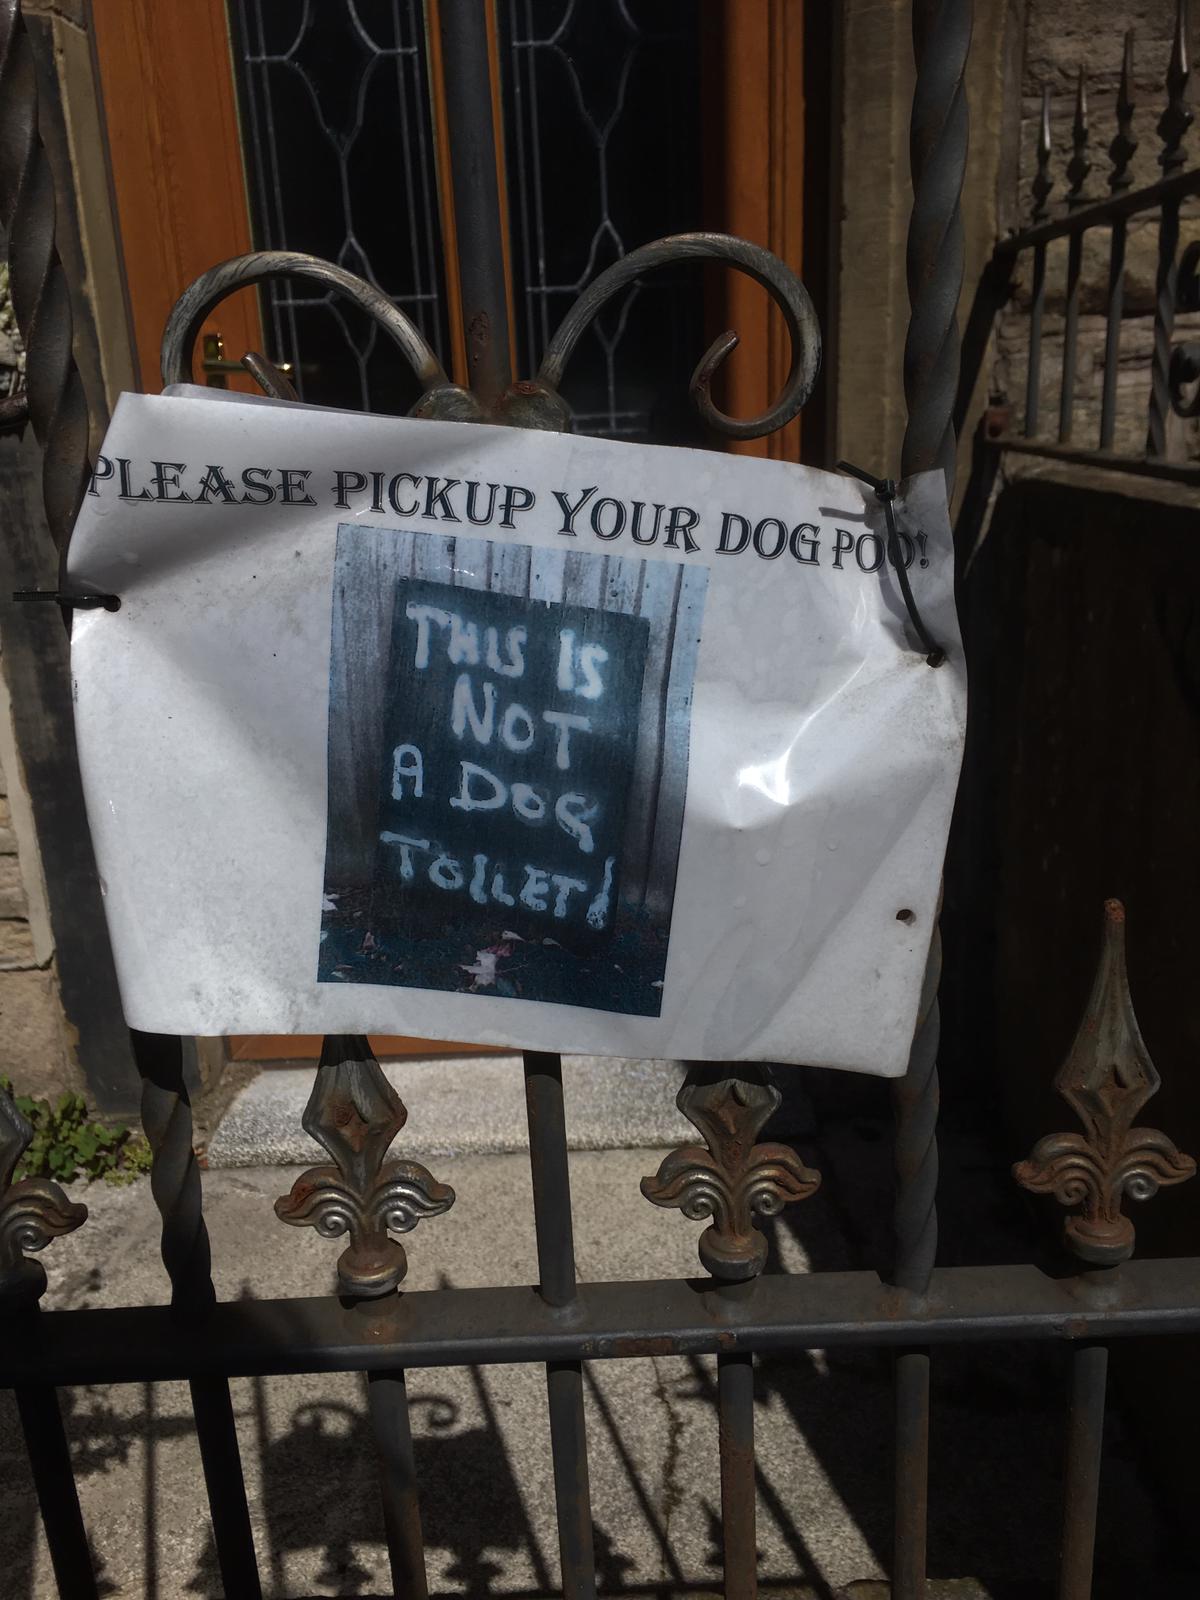 PLEASE PICKUP YOUR DOG POO!
THIS IS
NOT
A DOG
TOILET!